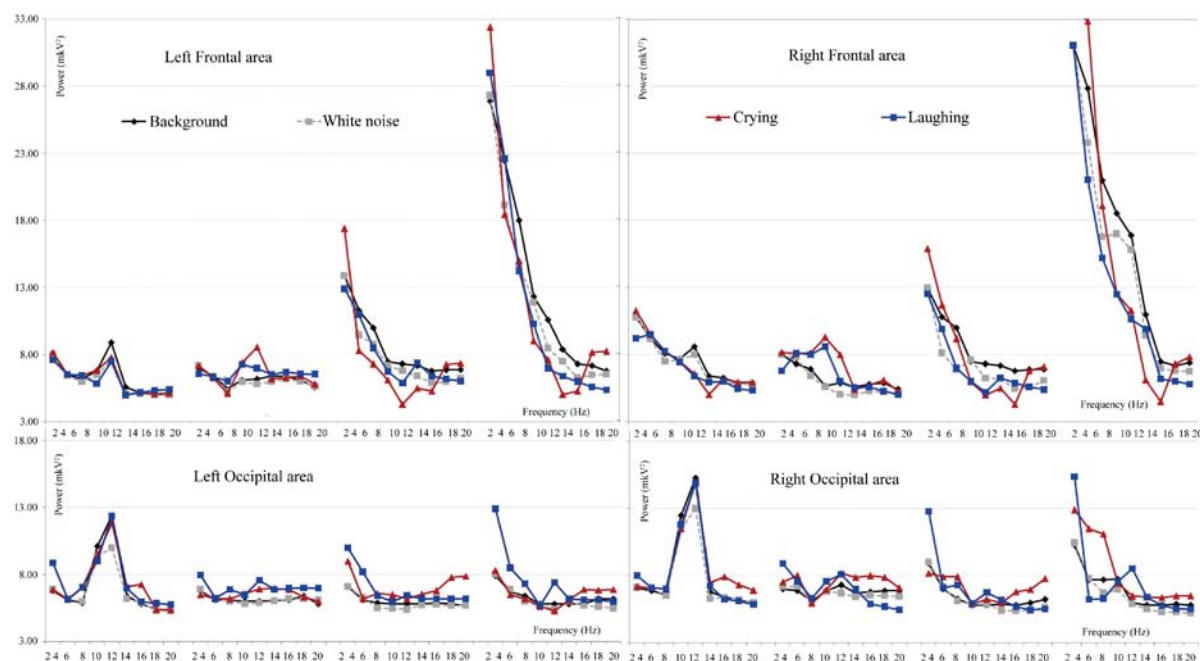 33.00
Power (mkV²)
Left Frontal area
Power (mkV²)
Right Frontal area
28.00
Background
White noise
Crying
Laughing
23.00
18.00
13.00
8.00
Frequency (Hz)
Frequency (Hz)
3.00
2 4 6 8 10 12 14 16 18 20 2 4 6 8 10 12 14 16 18 20 2 4 6 8 10 12 14 16 18 20 2 4 6 8 10 12 14 16 18 20
2 4 6 8 10 12 14 16 18 20 2 4 6 8 10 12 14 16 18 20 2 4 6 8 10 12 14 16 18 20 2 4 6 8 10 12 14 16 18 20
18.00
Power (mkV²)
Left Occipital area
Power (mkV²)
Right Occipital area
13.00
8.00
Frequency (Hz)
Frequency (Hz)
3.00
2 4 6 8 10 12 14 16 18 20 2 4 6 8 10 12 14 16 18 20 2 4 6 8 10 12 14 16 18 20 2 4 6 8 10 12 14 16 18 20
2 4 6 8 10 12 14 16 18 20 2 4 6 8 10 12 14 16 18 20 2 4 6 8 10 12 14 16 18 20 2 4 6 8 10 12 14 16 18 20